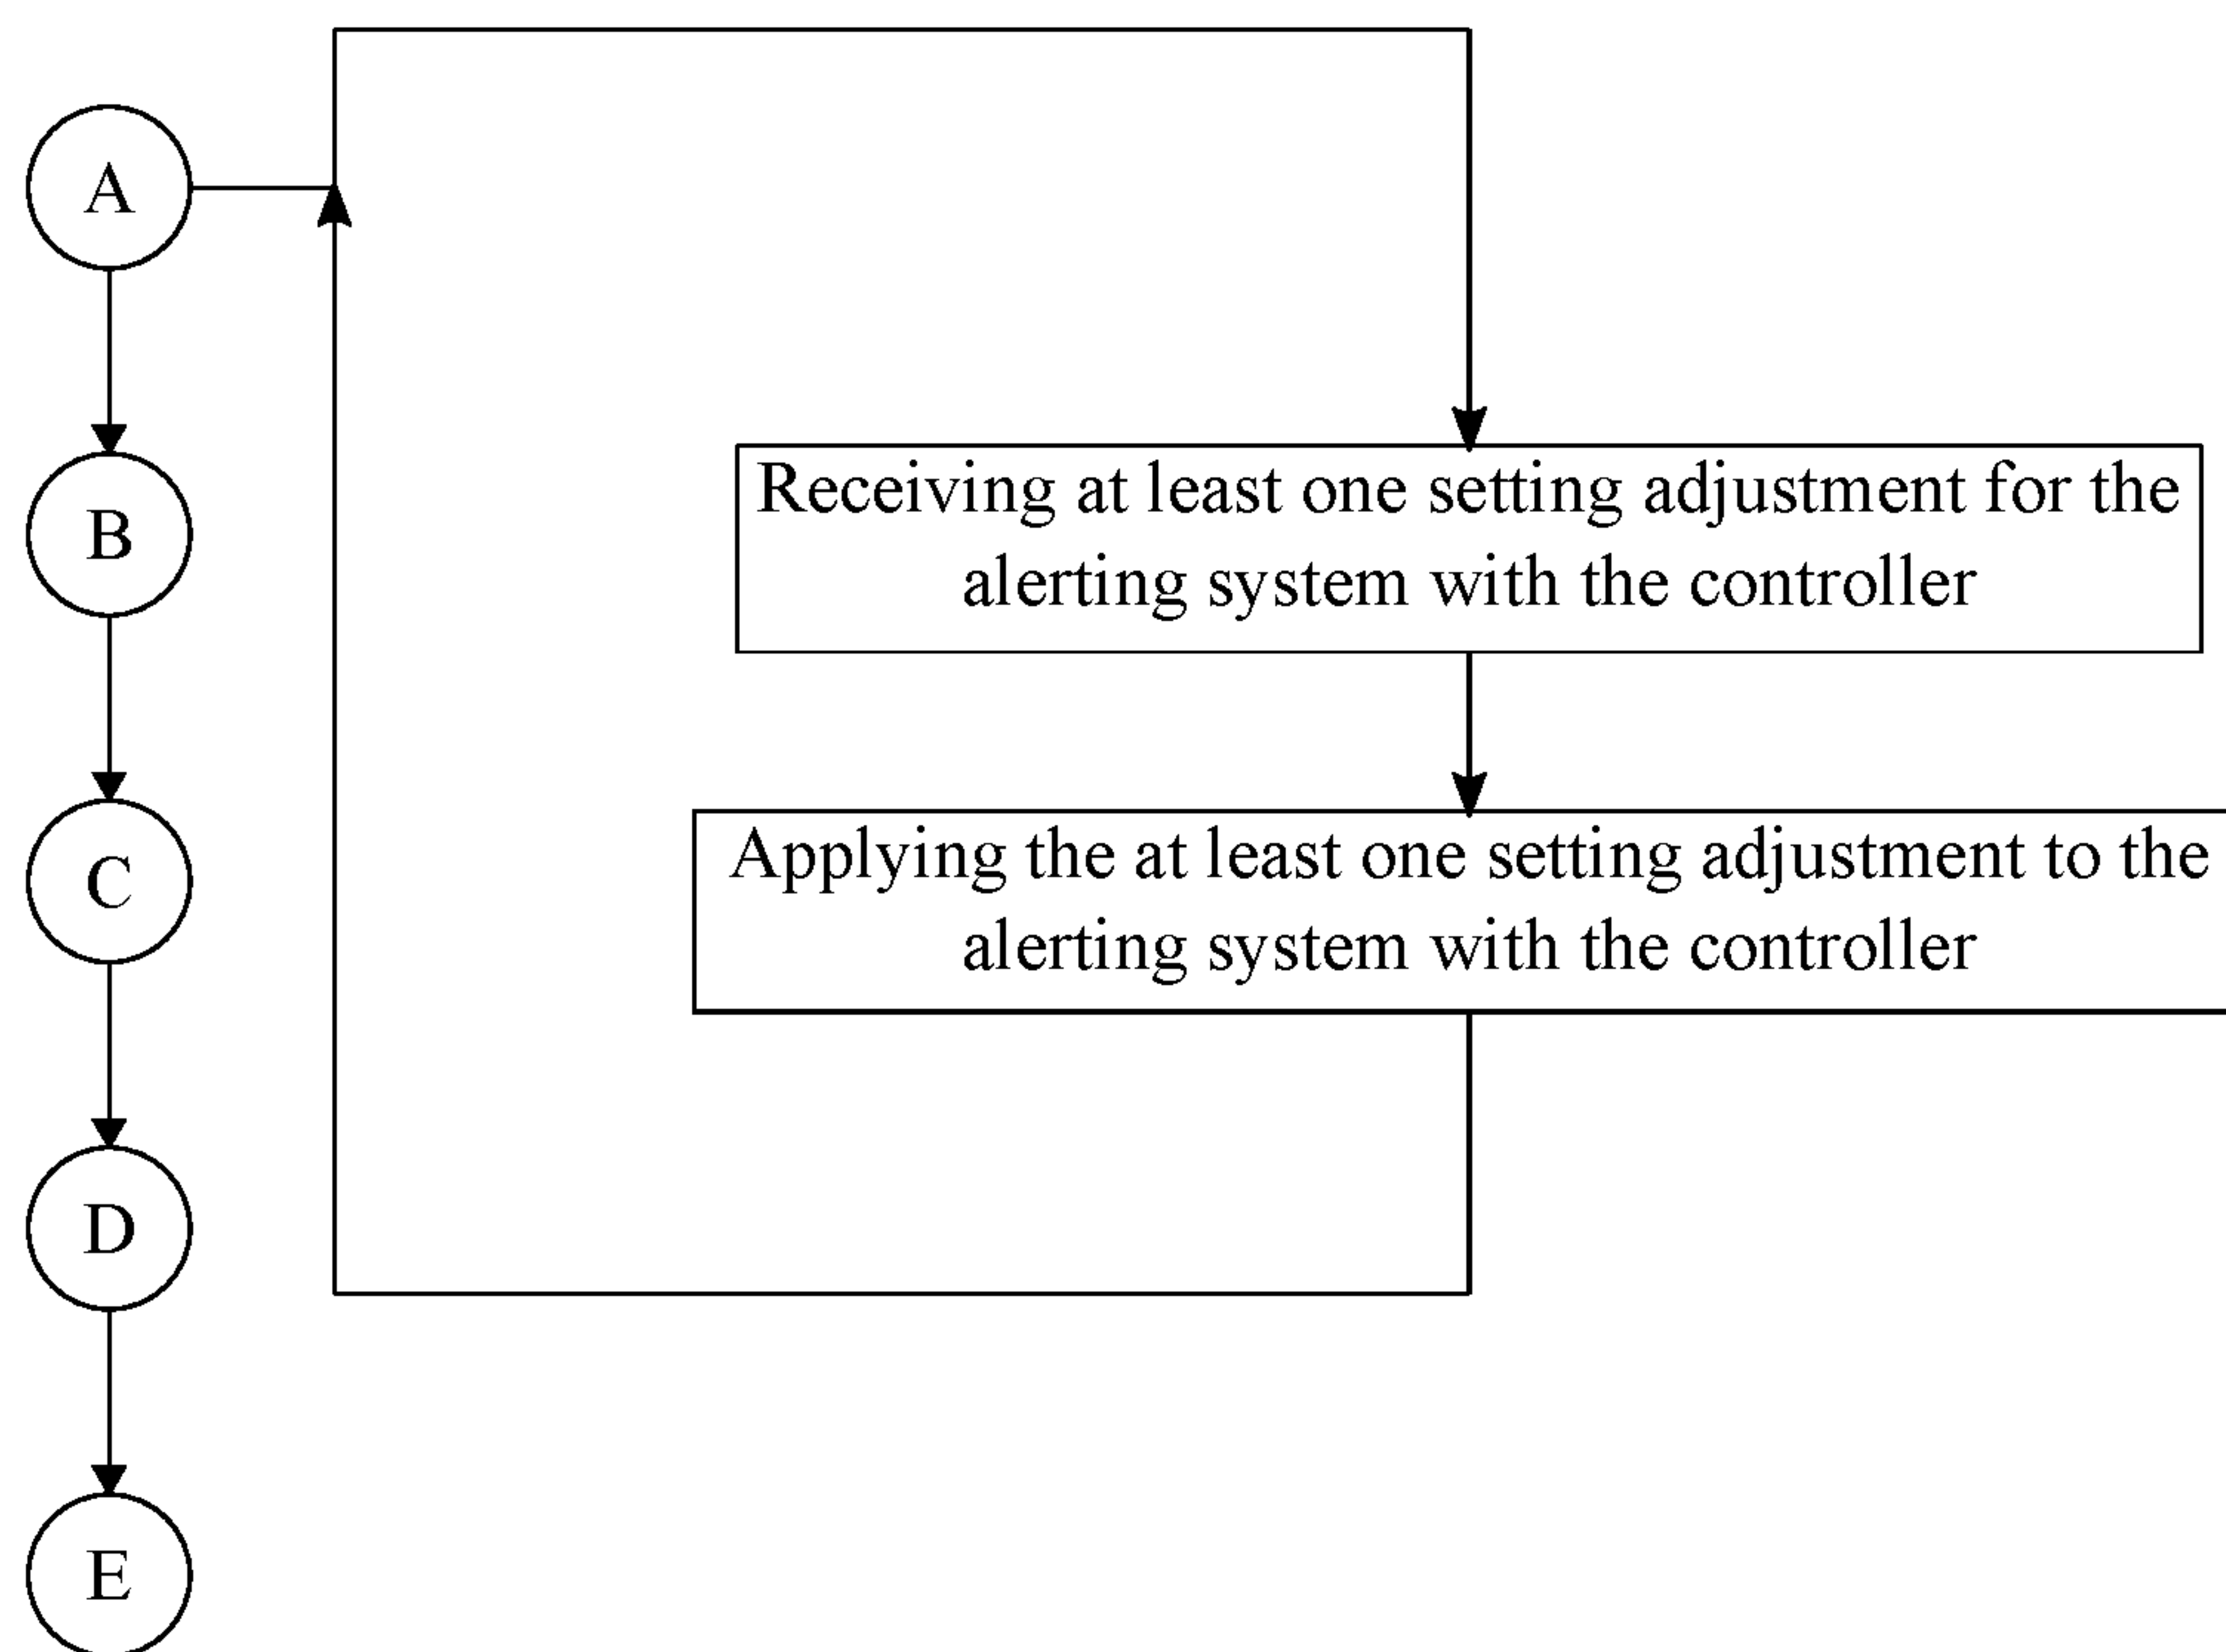 A
B
C
D
E
Receiving at least one setting adjustment for the
alerting system with the controller
Applying the at least one setting adjustment to the
alerting system with the controller